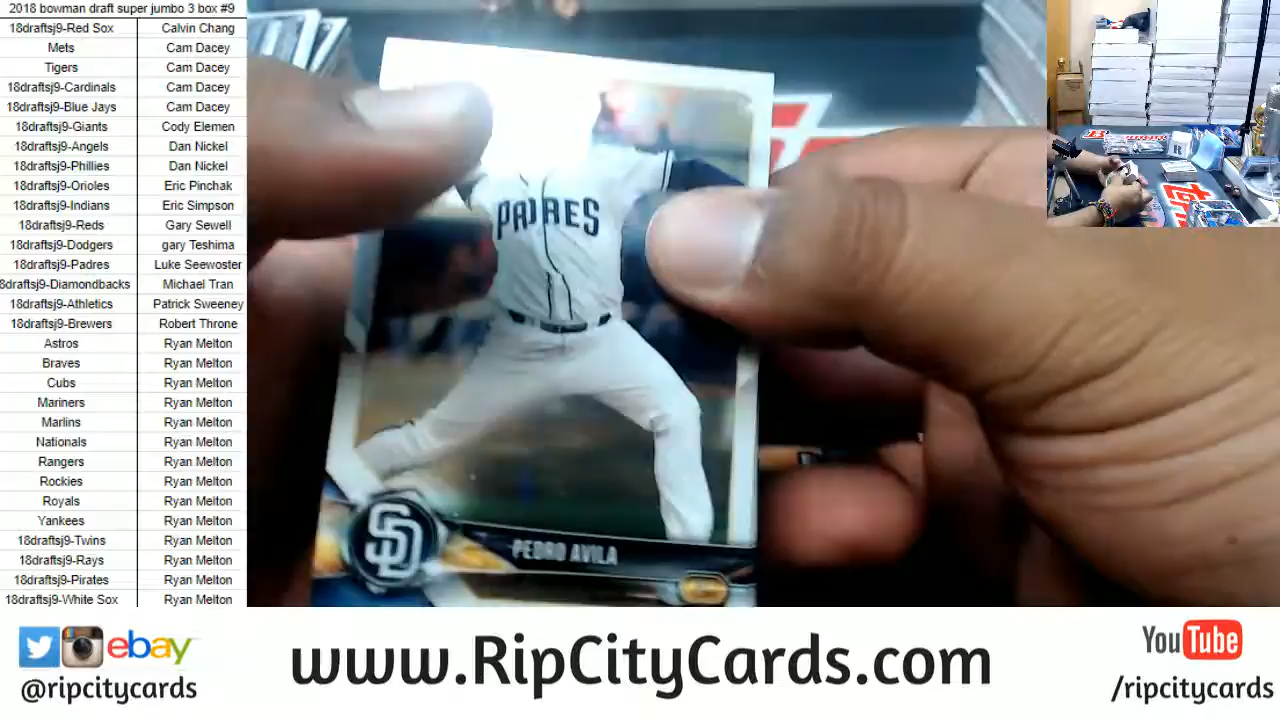 2018 bowman draft super jumbo 3 box #9
18draftsj9-Red Sox Calvin Chang
Mets Cam Dacey
Tigers Cam Dacey
18draftsj9-Cardinals Cam Dacey
18draftsj9-Blue Jays Cam Dacey
18draftsj9-Giants Cody Elemen
18draftsj9-Angels Dan Nickel
18draftsj9-Phillies Dan Nickel
18draftsj9-Orioles Eric Pinchak
18draftsj9-Indians Eric Simpson
18draftsj9-Reds Gary Sewell
18draftsj9-Dodgers gary Teshima
18draftsj9-Padres Luke Seewoster
8draftsj9-Diamondbacks Michael Tran
18draftsj9-Athletics Patrick Sweeney
18draftsj9-Brewers Robert Throne
Astros Ryan Melton
Braves Ryan Melton
Cubs Ryan Melton
Mariners Ryan Melton
Marlins Ryan Melton
Nationals Ryan Melton
Rangers Ryan Melton
Rockies Ryan Melton
Royals Ryan Melton
Yankees Ryan Melton
18draftsj9-Twins Ryan Melton
18draftsj9-Rays Ryan Melton
18draftsj9-Pirates Ryan Melton
18draftsj9-White Sox Ryan Melton
PADRES
SD
PEDRO AVILA
ebay
@ripcitycards
www.RipCityCards.com
YouTube
/ripcitycards